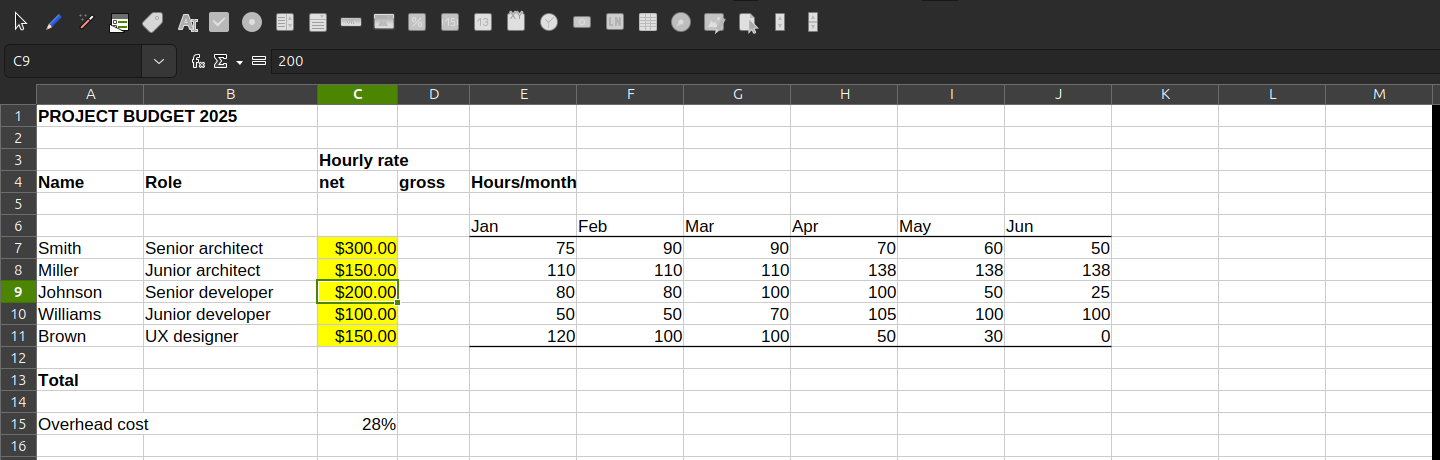 C9 200
A B C D E F G H I J K L M
1 PROJECT BUDGET 2025
2
3 Hourly rate
4 Name Role net gross Hours/month
5
6 Jan Feb Mar Apr May Jun
7 Smith Senior architect $300.00 75 90 90 70 60 50
8 Miller Junior architect $150.00 110 110 110 138 138 138
9 Johnson Senior developer $200.00 80 80 100 100 50 25
10 Williams Junior developer $100.00 50 50 70 105 100 100
11 Brown UX designer $150.00 120 100 100 50 30 0
12
13 Total
14
15 Overhead cost 28%
16